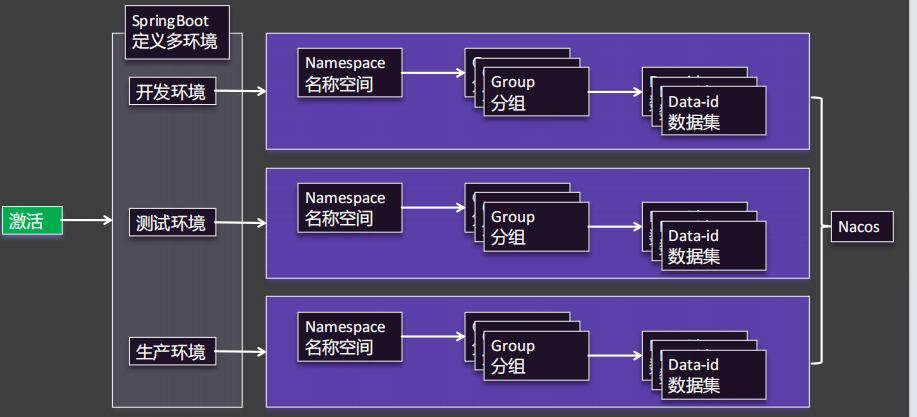 SpringBoot
定义多环境
开发环境
Namespace
名称空间
Group
分组
Data-id
数据集
激活
测试环境
Namespace
名称空间
Group
分组
Data-id
数据集
Nacos
生产环境
Namespace
名称空间
Group
分组
Data-id
数据集